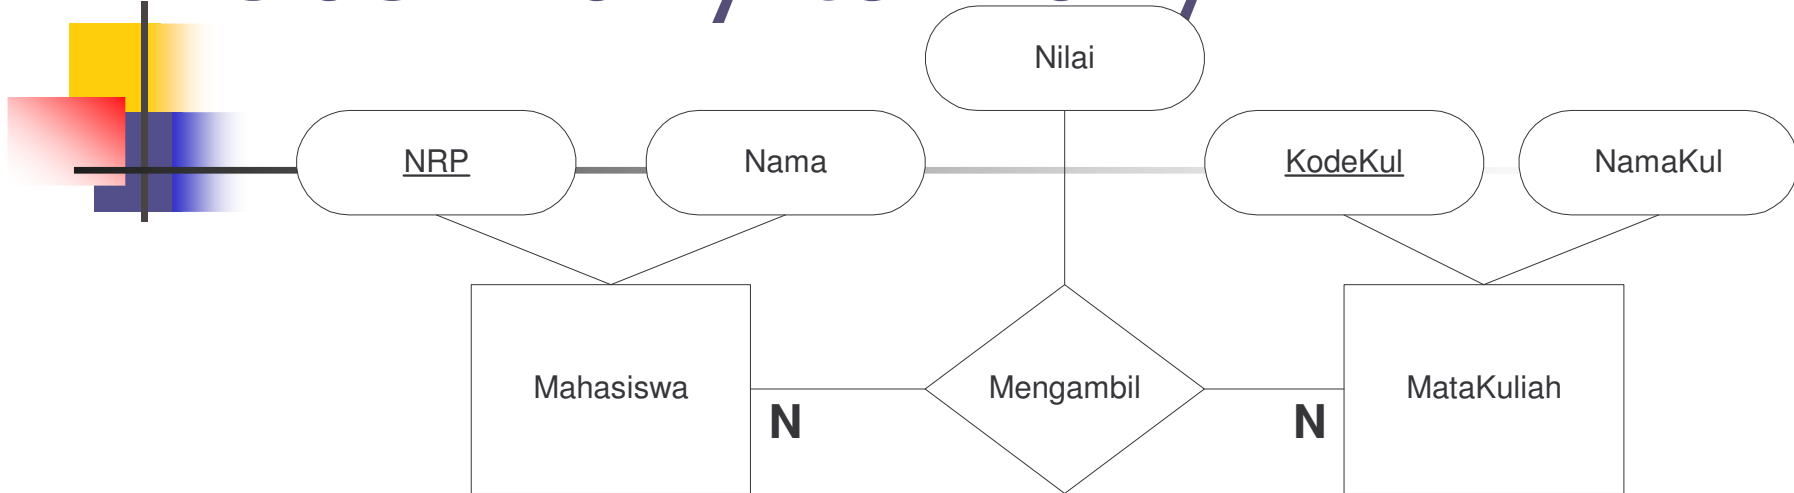 Nilai
NRP
Nama
KodeKul
NamaKul
Mahasiswa
Mengambil
MataKuliah
N
N